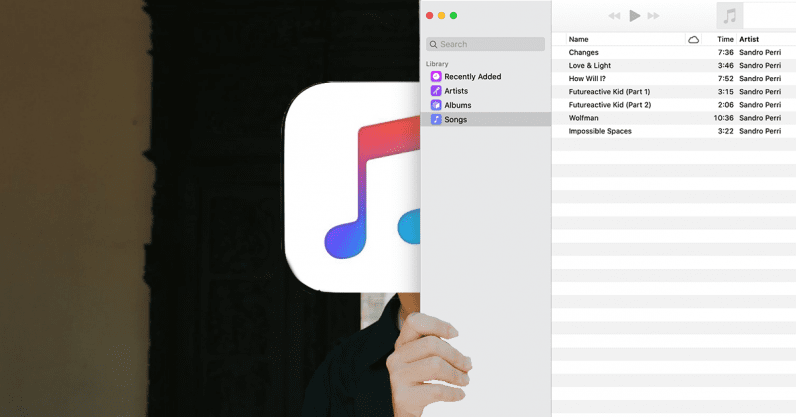 Search
Library
Recently Added
Artists
Albums
Songs
Name Time Artist
Changes 7:36 Sandro Perri
Love & Light 3:46 Sandro Perri
How Will I? 7:52 Sandro Perri
Futureactive Kid (Part 1) 3:15 Sandro Perri
Futureactive Kid (Part 2) 2:06 Sandro Perri
Wolfman 10:36 Sandro Perri
Impossible Spaces 3:22 Sandro Perri